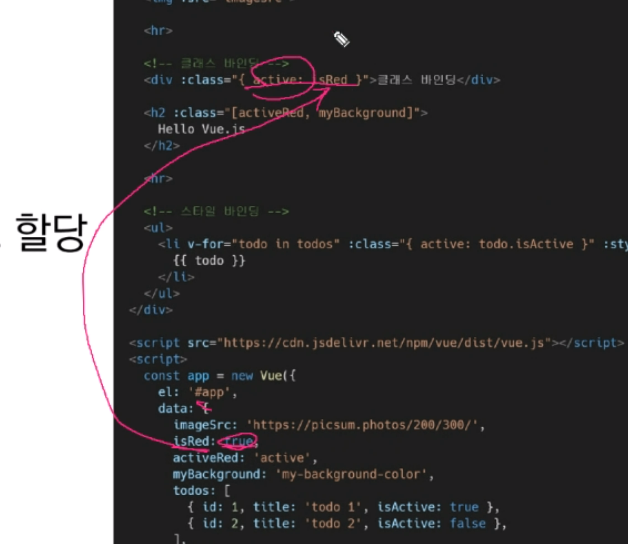 <img :src="imageSrc">
<hr>
<!-- 클래스 바인딩 -->
<div :class="{ active: isRed }">클래스 바인딩</div>
<h2 :class="[activeRed, myBackground]">
Hello Vue.js
</h2>
<hr>
<!-- 스타일 바인딩 -->
할당
<ul>
<li v-for="todo in todos" :class="{ active: todo.isActive }" :sty
{{ todo }}
</li>
</ul>
</div>
<script src="https://cdn.jsdelivr.net/npm/vue/dist/vue.js"></script>
<script>
const app = new Vue({
el: '#app',
data: {
imageSrc: 'https://picsum.photos/200/300/',
isRed: true,
activeRed: 'active',
myBackground: 'my-background-color',
todos: [
{ id: 1, title: 'todo 1', isActive: true },
{ id: 2, title: 'todo 2', isActive: false },
],